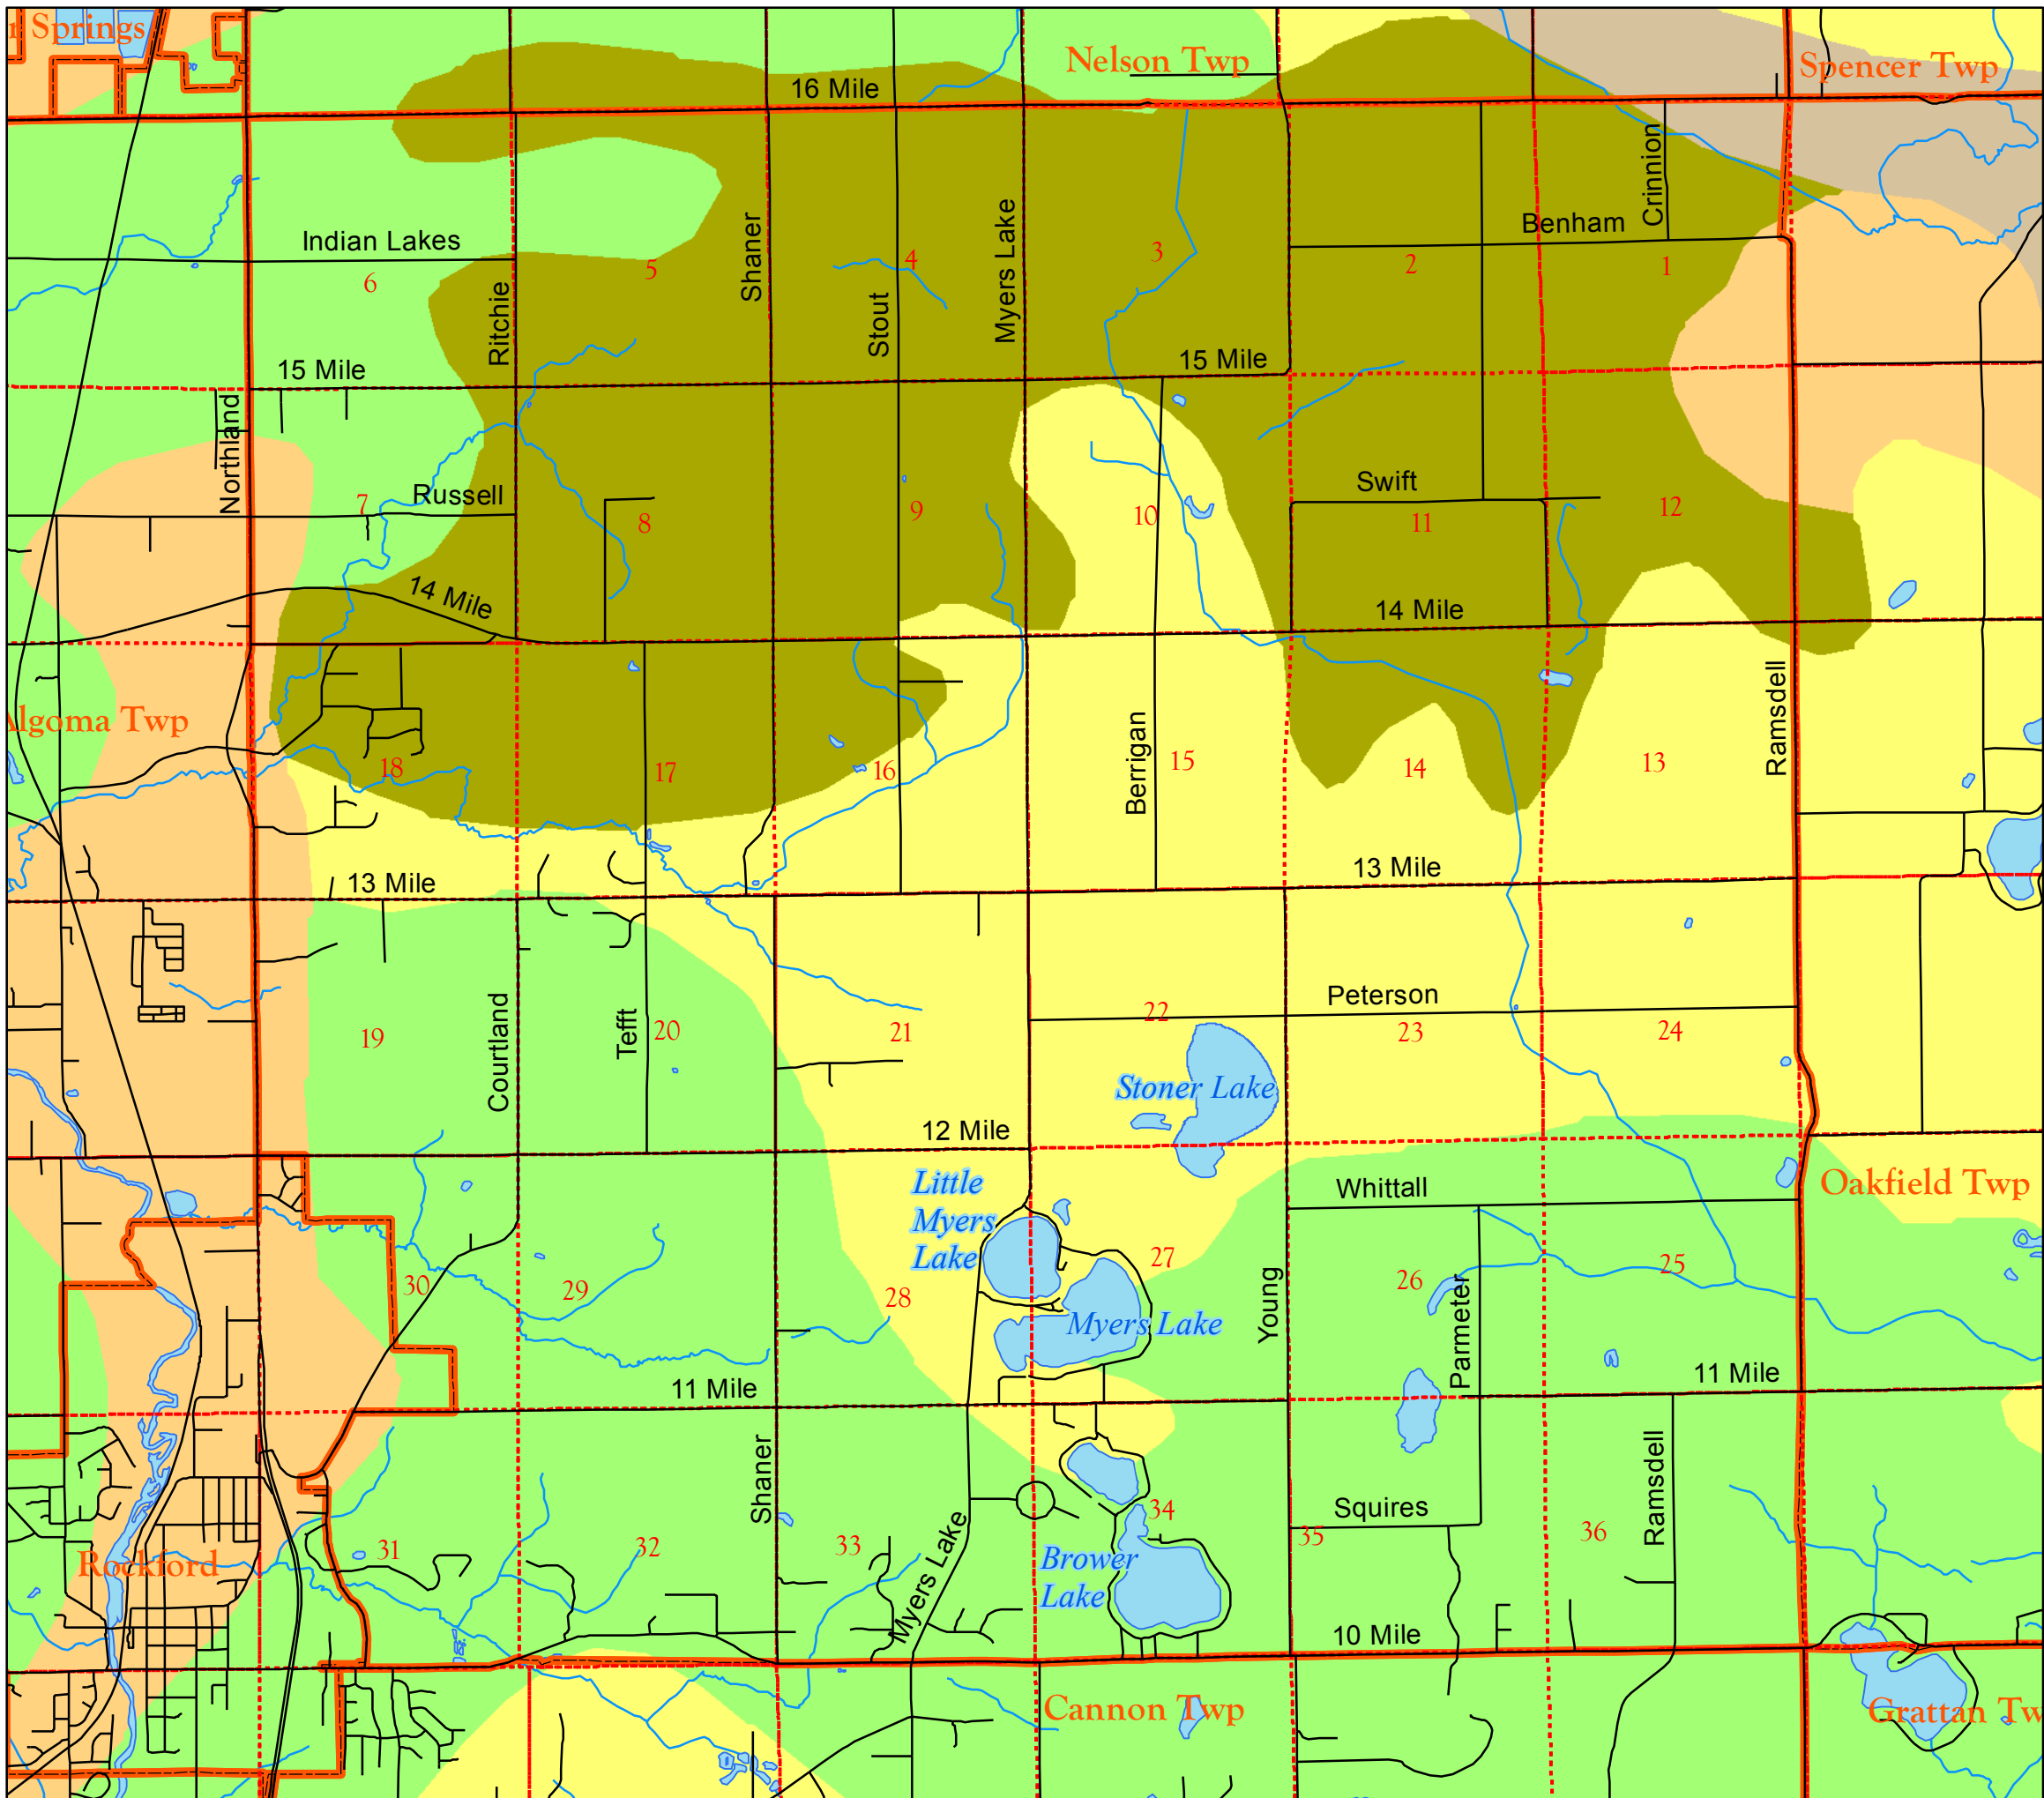 r Springs
Nelson Twp
Spencer Twp
16 Mile
Crinnion
Benham
Indian Lakes
Shaner
Myers Lake
6
5
4
3
2
1
Ritchie
Stout
15 Mile
15 Mile
Northland
Russell
Swift
7
8
9
10
11
12
14 Mile
14 Mile
Algoma Twp
Ramsdell
Berrigan
18
17
16
15
14
13
13 Mile
13 Mile
Courtland
Tefft
Peterson
19
20
21
22
23
24
Stoner Lake
12 Mile
Little
Myers
Lake
Whittall
Oakfield Twp
30
29
28
27
26
25
Young
Parmeter
Myers Lake
11 Mile
11 Mile
Shaner
Myers Lake
Ramsdell
Squires
31
32
33
34
35
36
Rockford
Brower
Lake
10 Mile
Cannon Twp
Grattan Tw